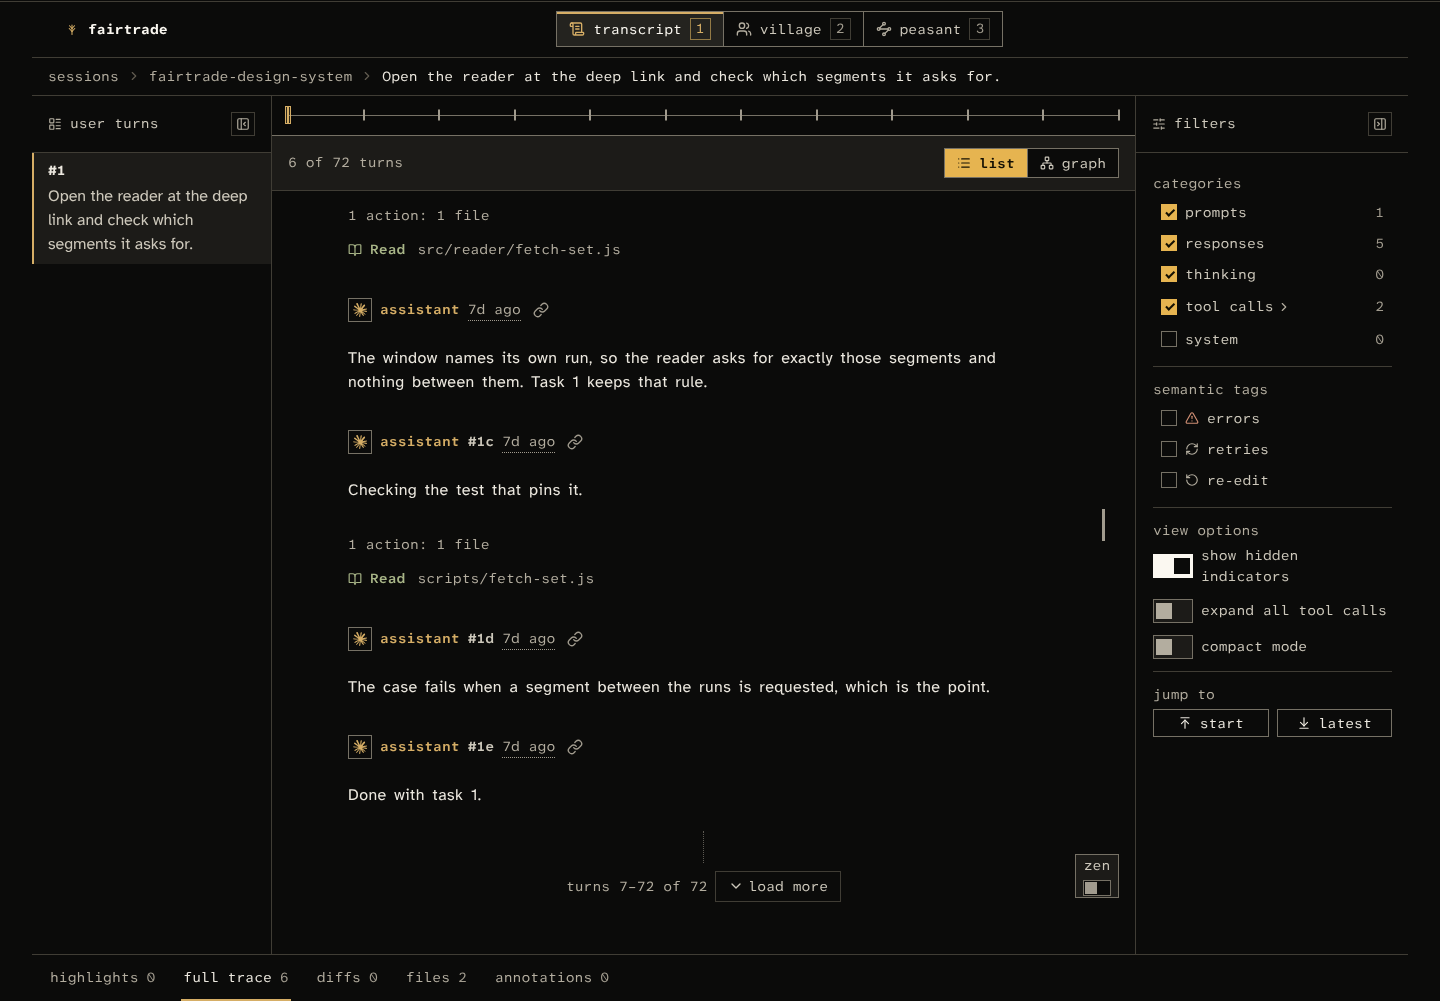 fairtrade
transcript 1
village 2
peasant 3
sessions > fairtrade-design-system > Open the reader at the deep link and check which segments it asks for.
user turns
#1
Open the reader at the deep
link and check which
segments it asks for.
6 of 72 turns
list
graph
1 action: 1 file
Read src/reader/fetch-set.js
assistant 7d ago
The window names its own run, so the reader asks for exactly those segments and
nothing between them. Task 1 keeps that rule.
assistant #1c 7d ago
Checking the test that pins it.
1 action: 1 file
Read scripts/fetch-set.js
assistant #1d 7d ago
The case fails when a segment between the runs is requested, which is the point.
assistant #1e 7d ago
Done with task 1.
turns 7–72 of 72
load more
zen
filters
categories
prompts 1
responses 5
thinking 0
tool calls > 2
system 0
semantic tags
errors
retries
re-edit
view options
show hidden
indicators
expand all tool calls
compact mode
jump to
start
latest
highlights 0
full trace 6
diffs 0
files 2
annotations 0